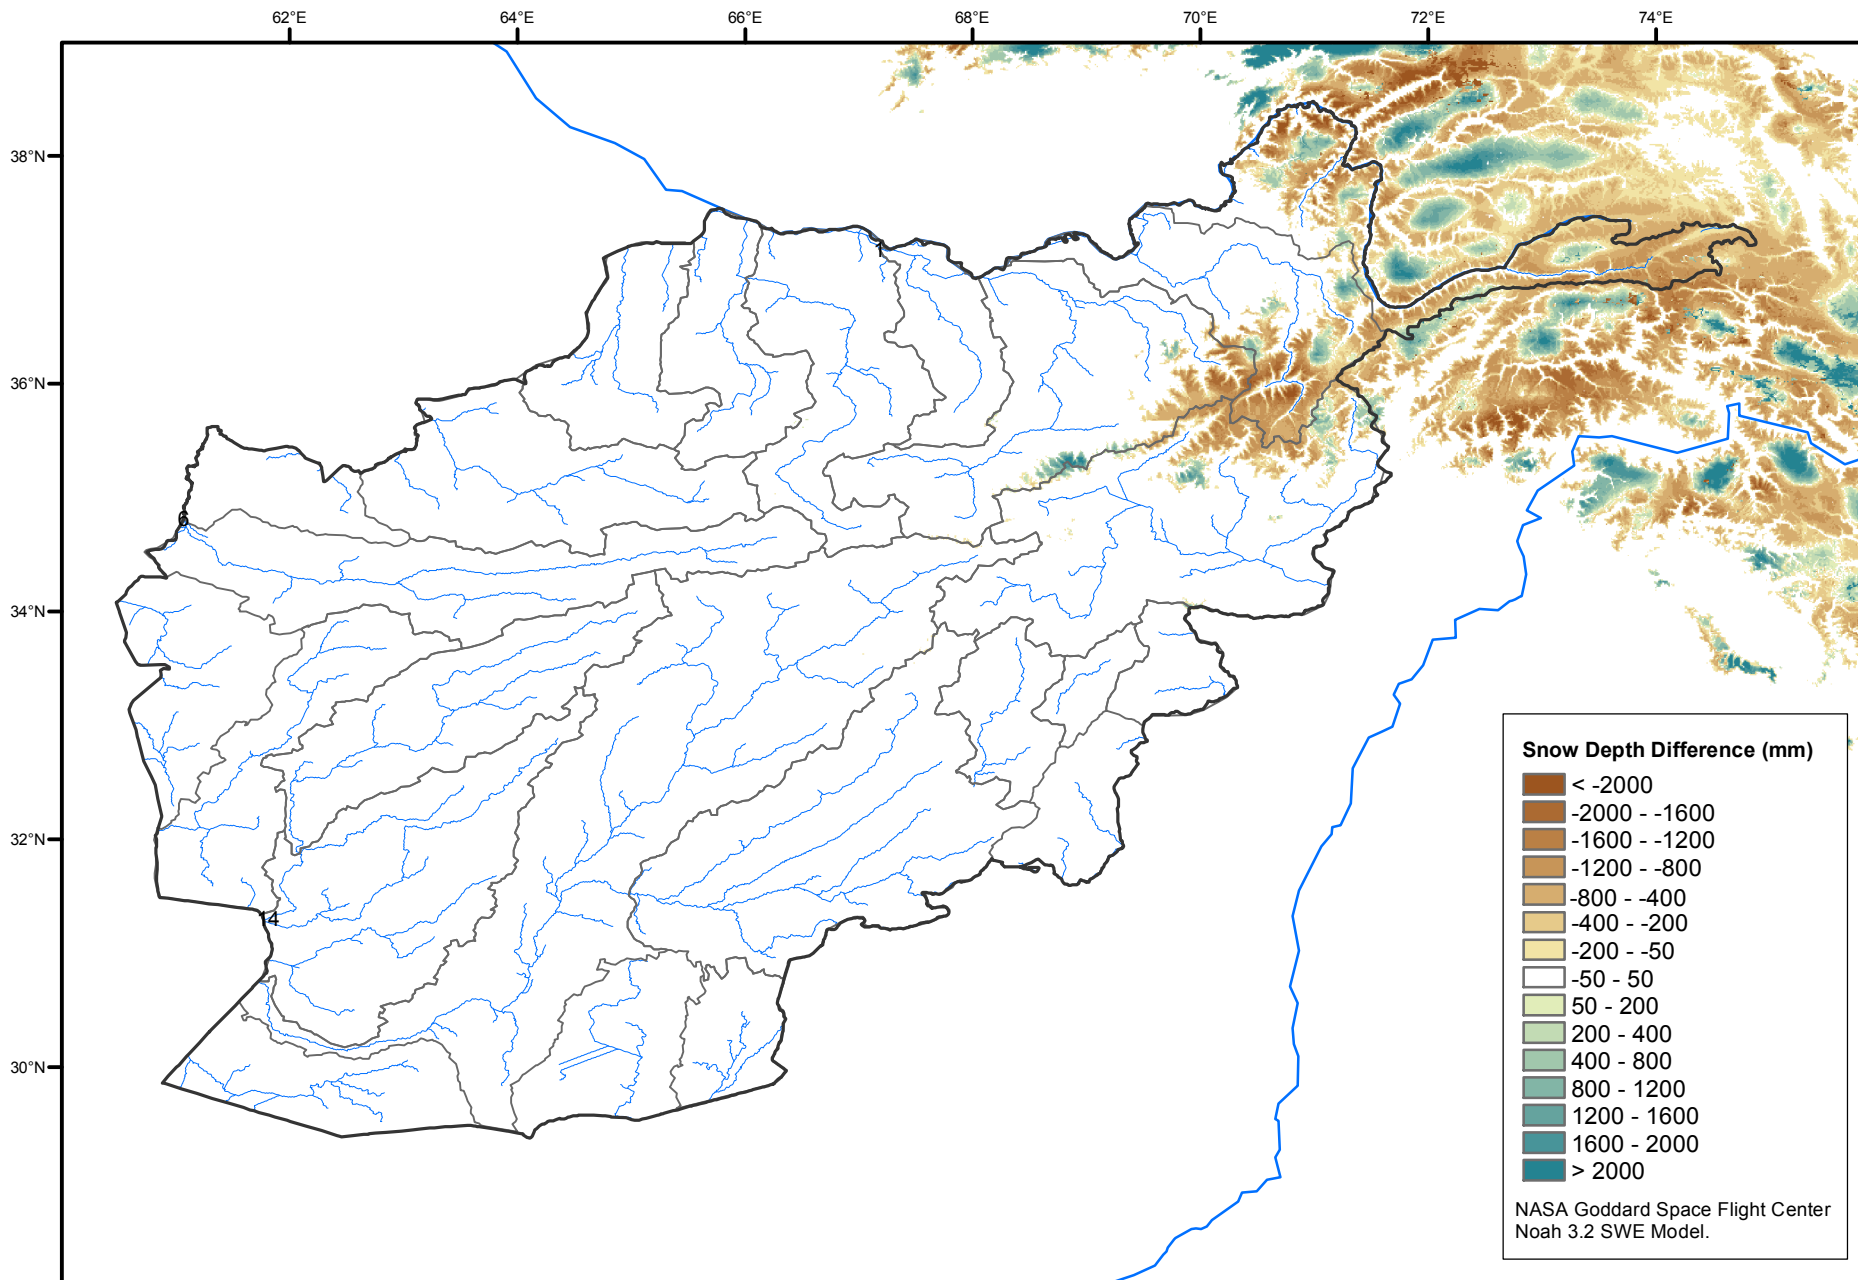 62°E 64°E 66°E 68°E 70°E 72°E 74°E
38°N
1
36°N
6
34°N
32°N
14
30°N
Snow Depth Difference (mm)
< -2000
-2000 - -1600
-1600 - -1200
-1200 - -800
-800 - -400
-400 - -200
-200 - -50
-50 - 50
50 - 200
200 - 400
400 - 800
800 - 1200
1200 - 1600
1600 - 2000
> 2000
NASA Goddard Space Flight Center
Noah 3.2 SWE Model.